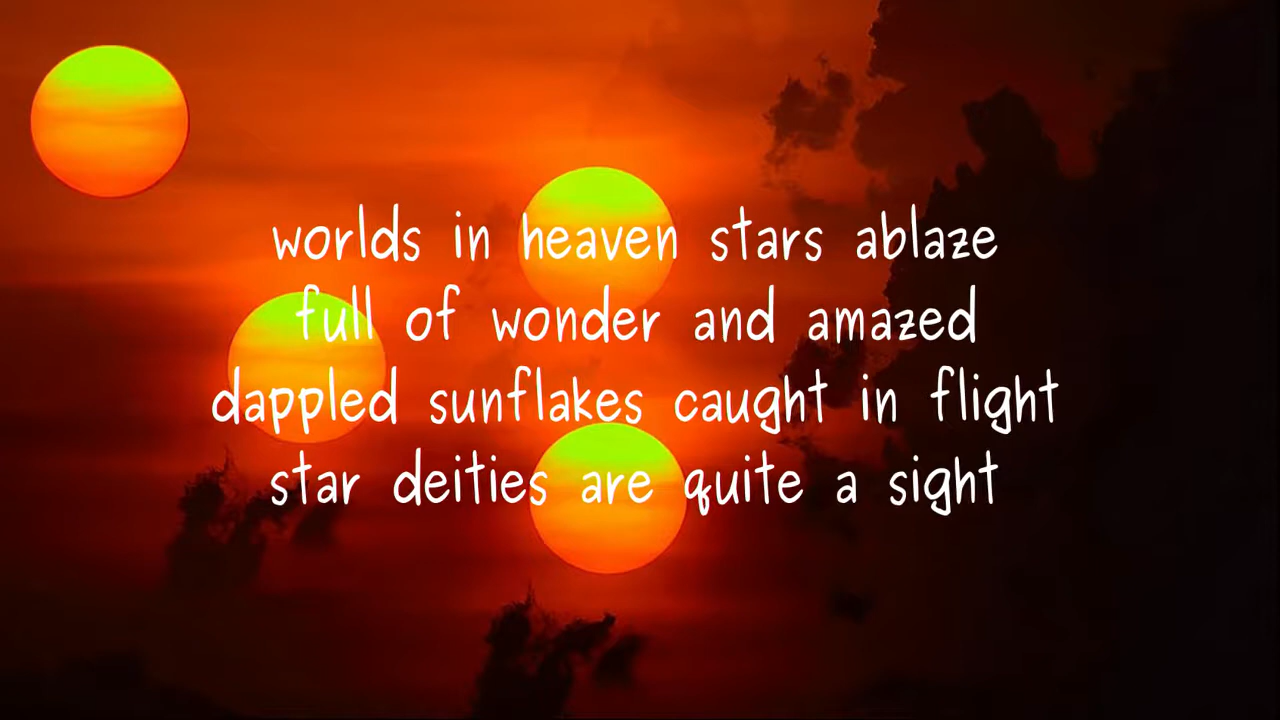 worlds in heaven stars ablaze
full of wonder and amazed
dappled sunflakes caught in flight
star deities are quite a sight